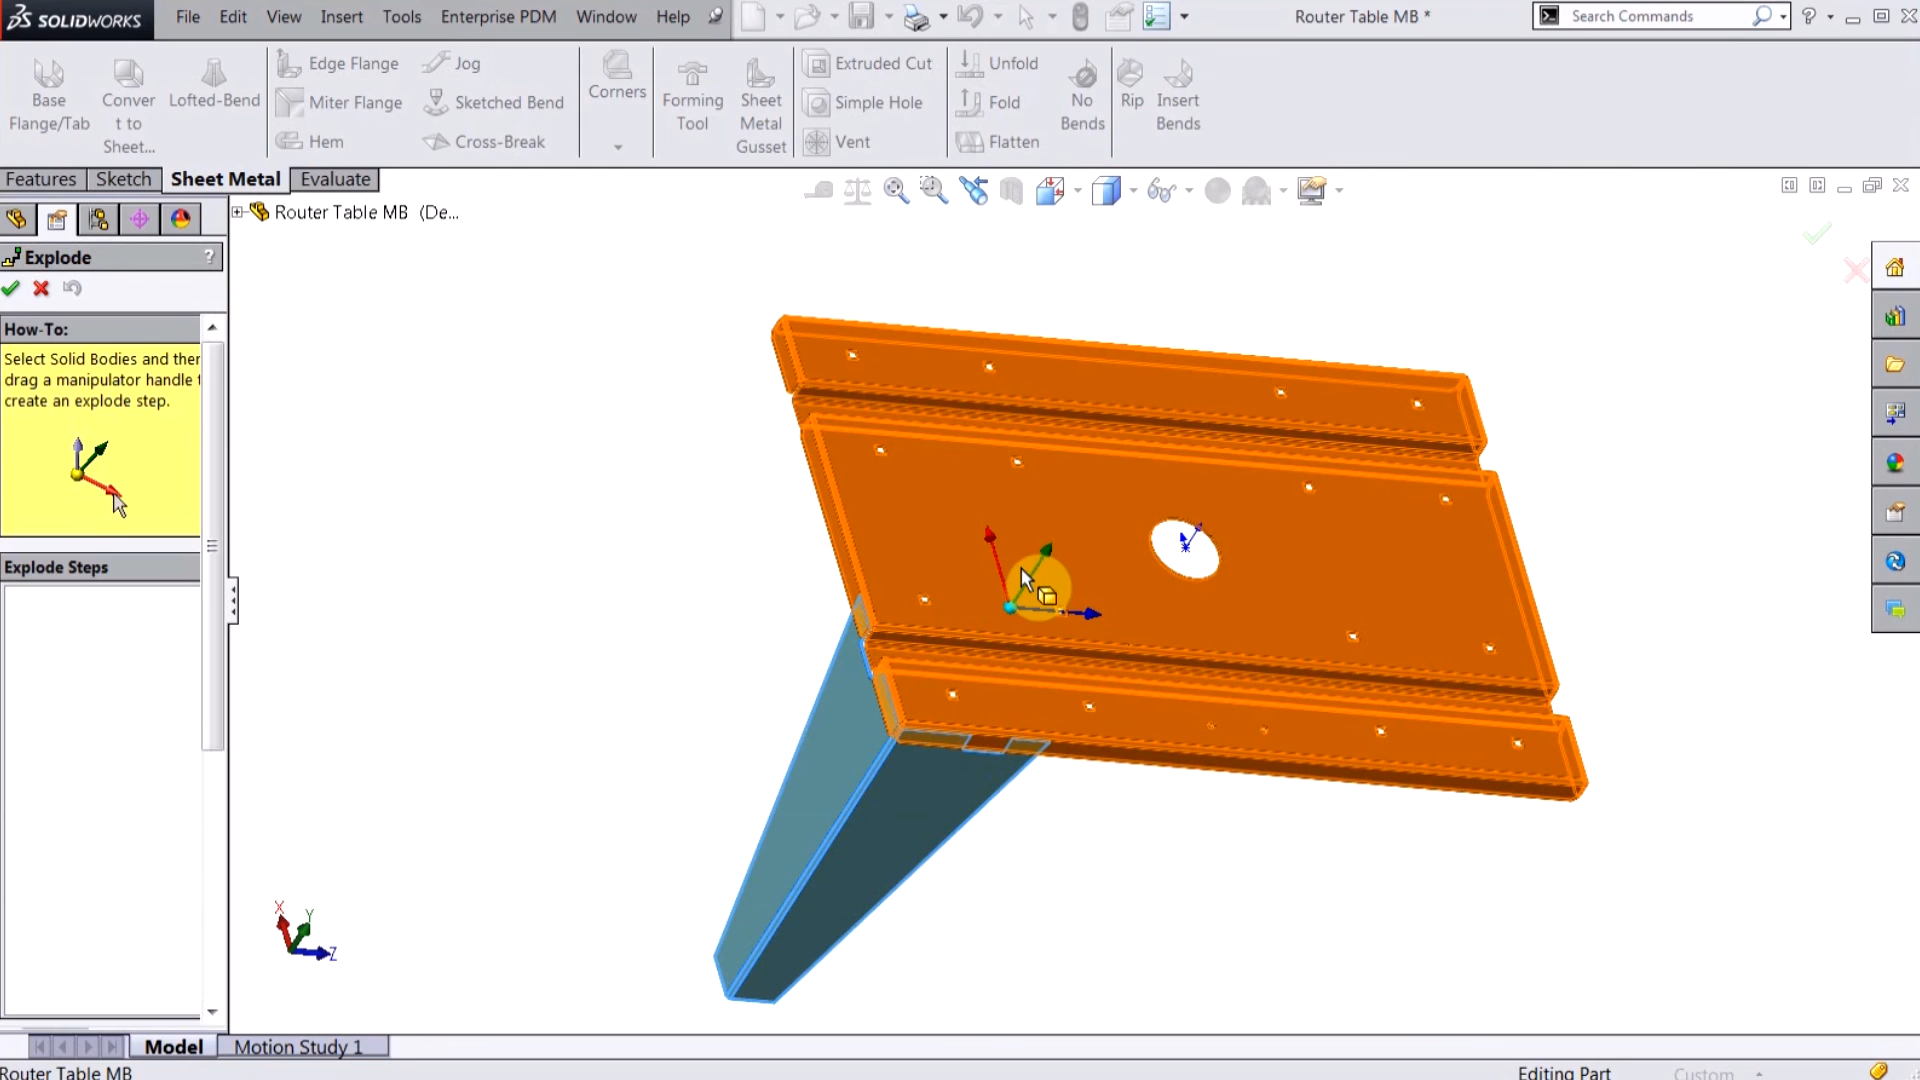 SOLIDWORKS File Edit View Insert Tools Enterprise PDM Window Help Router Table MB * Search Commands ?
Base Flange/Tab
Conver t to Sheet...
Lofted-Bend
Edge Flange
Miter Flange
Hem
Jog
Sketched Bend
Cross-Break
Corners
Forming Tool
Sheet Metal Gusset
Extruded Cut
Simple Hole
Vent
Unfold
Fold
Flatten
No Bends
Rip
Insert Bends
Features Sketch Sheet Metal Evaluate
Router Table MB (De...
Explode ?
How-To:
Select Solid Bodies and ther
drag a manipulator handle t
create an explode step.
Explode Steps
X
Y
Z
Model Motion Study 1
Router Table MB Editing Part Custom